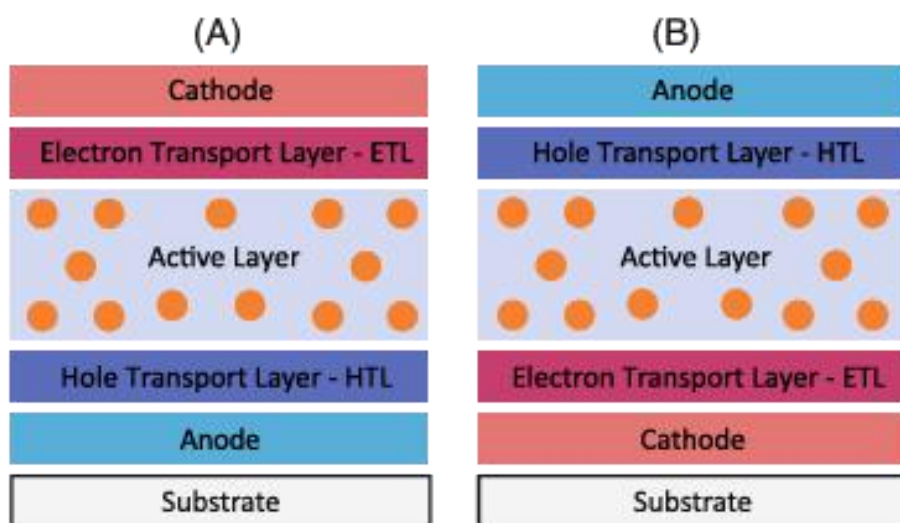 (A)
Cathode
Electron Transport Layer - ETL
Active Layer
Hole Transport Layer - HTL
Anode
Substrate
(B)
Anode
Hole Transport Layer - HTL
Active Layer
Electron Transport Layer - ETL
Cathode
Substrate